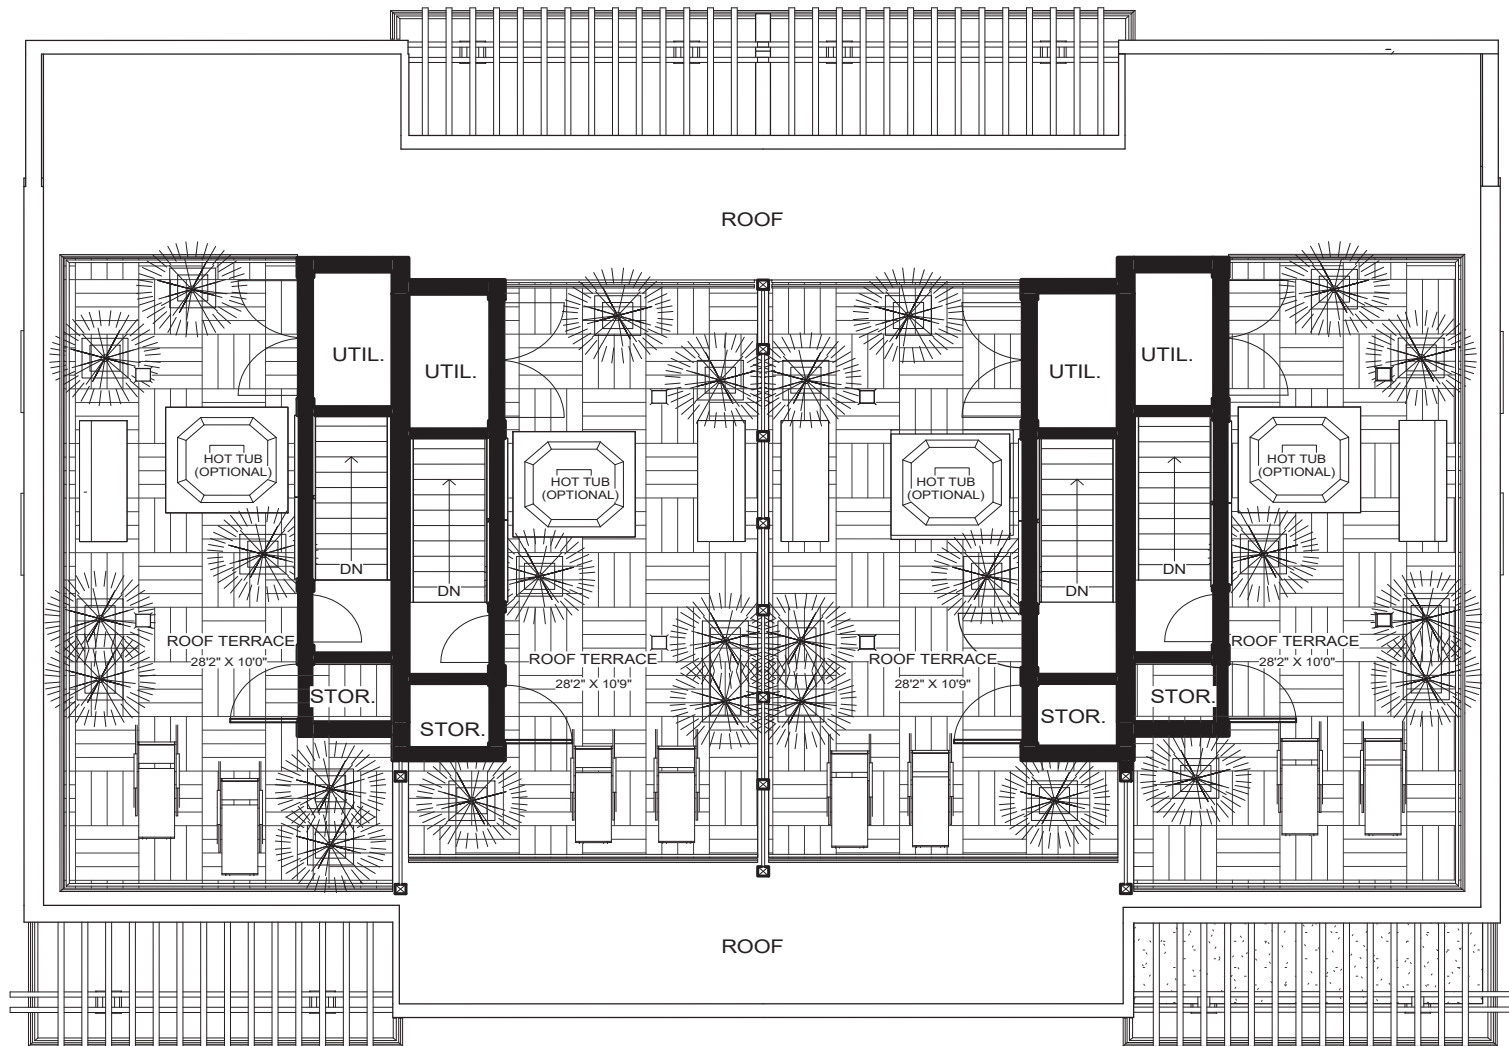 ROOF
UTIL.
UTIL.
UTIL.
UTIL.
HOT TUB
(OPTIONAL)
HOT TUB
(OPTIONAL)
HOT TUB
(OPTIONAL)
HOT TUB
(OPTIONAL)
DN
DN
DN
DN
ROOF TERRACE
28'2" X 10'0"
ROOF TERRACE
28'2" X 10'9"
ROOF TERRACE
28'2" X 10'9"
ROOF TERRACE
28'2" X 10'0"
STOR.
STOR.
STOR.
STOR.
ROOF